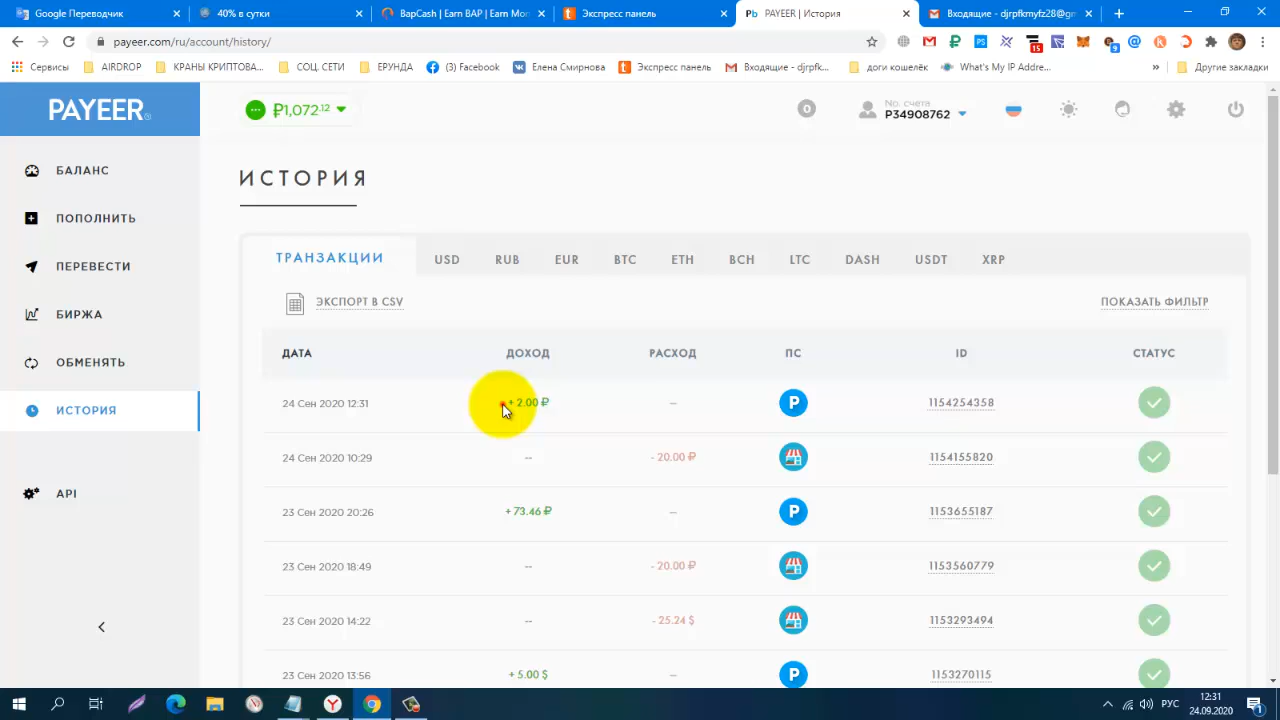 Google Переводчик
40% в сутки
BapCash | Earn BAP | Earn Mon
Экспресс панель
PAYEER | История
Входящие - djrpfkmyfz28@gm
payeer.com/ru/account/history/
15
9
Сервисы
AIRDROP
КРАНЫ КРИПТОВА...
СОЦ. СЕТИ
ЕРУНДА
(3) Facebook
Елена Смирнова
Экспресс панель
Входящие - djrpfk...
доги кошелёк
What's My IP Addre...
»
Другие закладки
PAYEER®
₽1,072.12
0
No. счета
P34908762
БАЛАНС
ПОПОЛНИТЬ
ПЕРЕВЕСТИ
БИРЖА
ОБМЕНЯТЬ
ИСТОРИЯ
API
ИСТОРИЯ
ТРАНЗАКЦИИ USD RUB EUR BTC ETH BCH LTC DASH USDT XRP
ЭКСПОРТ В CSV ПОКАЗАТЬ ФИЛЬТР
ДАТА ДОХОД РАСХОД ПС ID СТАТУС
24 Сен 2020 12:31 + 2.00 ₽ -- P 1154254358
24 Сен 2020 10:29 -- - 20.00 ₽ 1154155820
23 Сен 2020 20:26 + 73.46 ₽ -- P 1153655187
23 Сен 2020 18:49 -- - 20.00 ₽ 1153560779
23 Сен 2020 14:22 -- - 25.24 $ 1153293494
23 Сен 2020 13:56 + 5.00 $ -- P 1153270115
РУС
12:31
24.09.2020
1